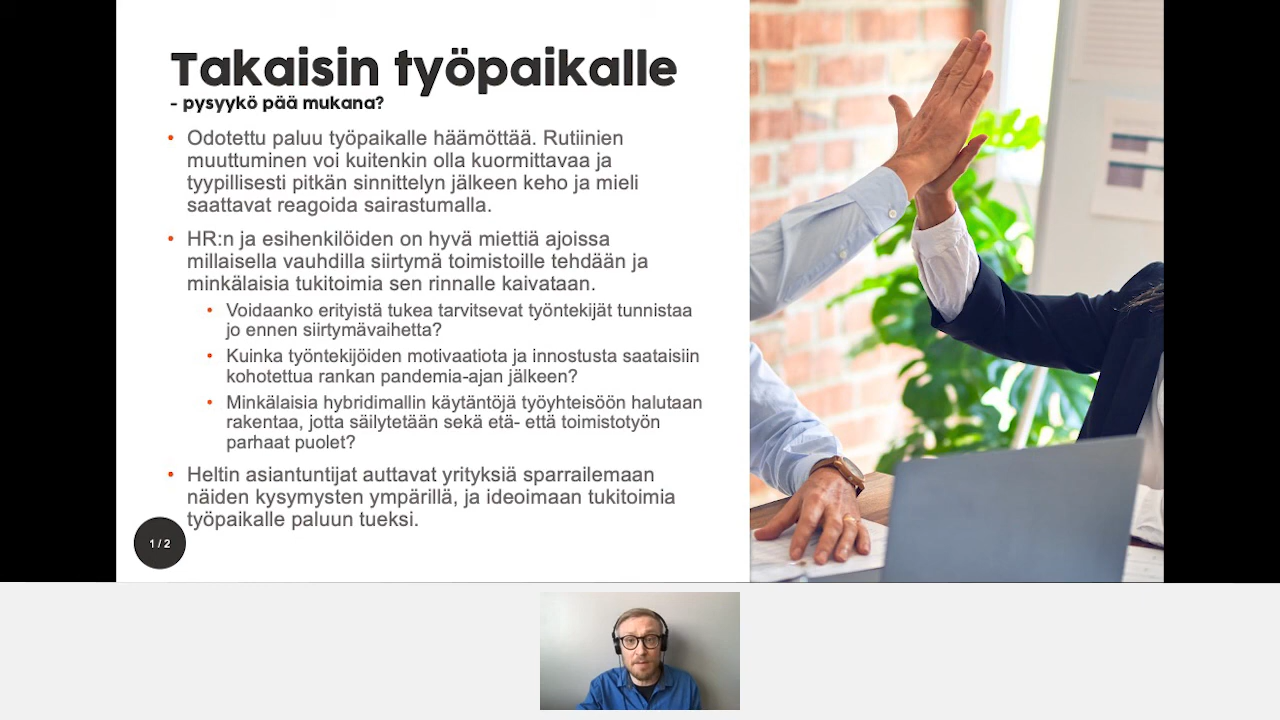 Takaisin työpaikalle
- pysyykö pää mukana?
• Odotettu paluu työpaikalle häämöttää. Rutiinien
muuttuminen voi kuitenkin olla kuormittavaa ja
tyypillisesti pitkän sinnittelyn jälkeen keho ja mieli
saattavat reagoida sairastumalla.
• HR:n ja esihenkilöiden on hyvä miettiä ajoissa
millaisella vauhdilla siirtymä toimistoille tehdään ja
minkälaisia tukitoimia sen rinnalle kaivataan.
• Voidaanko erityistä tukea tarvitsevat työntekijät tunnistaa
jo ennen siirtymävaihetta?
• Kuinka työntekijöiden motivaatiota ja innostusta saataisiin
kohotettua rankan pandemia-ajan jälkeen?
• Minkälaisia hybridimallin käytäntöjä työyhteisöön halutaan
rakentaa, jotta säilytetään sekä etä- että toimistotyön
parhaat puolet?
• Heltin asiantuntijat auttavat yrityksiä sparrailemaan
näiden kysymysten ympärillä, ja ideoimaan tukitoimia
työpaikalle paluun tueksi.
1 / 2